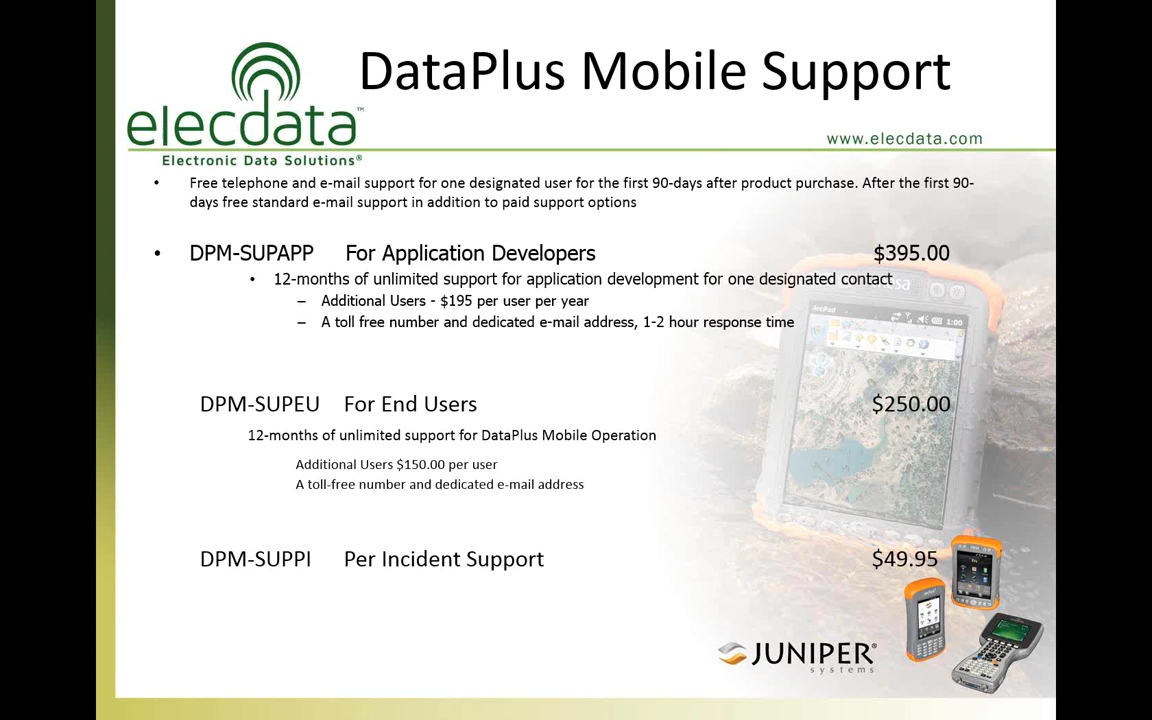 DataPlus Mobile Support
elecdata™
Electronic Data Solutions®
www.elecdata.com
• Free telephone and e-mail support for one designated user for the first 90-days after product purchase. After the first 90-
days free standard e-mail support in addition to paid support options
• DPM-SUPAPP For Application Developers $395.00
• 12-months of unlimited support for application development for one designated contact
– Additional Users - $195 per user per year
– A toll free number and dedicated e-mail address, 1-2 hour response time
ArcPad
1:00
DPM-SUPEU For End Users $250.00
12-months of unlimited support for DataPlus Mobile Operation
Additional Users $150.00 per user
A toll-free number and dedicated e-mail address
DPM-SUPPI Per Incident Support $49.95
JUNIPER®
systems